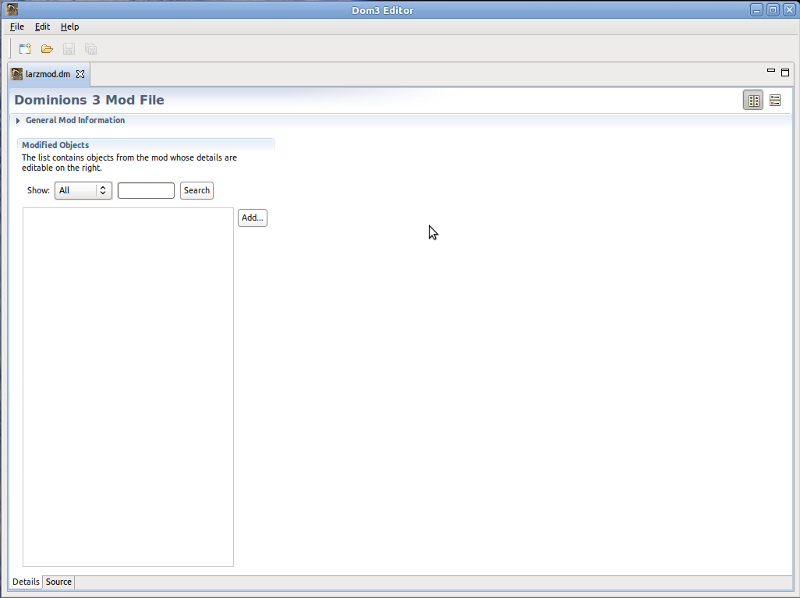 Dom3 Editor
File Edit Help
larzmod.dm
Dominions 3 Mod File
General Mod Information
Modified Objects
The list contains objects from the mod whose details are
editable on the right.
Show: All Search
Add...
Details Source